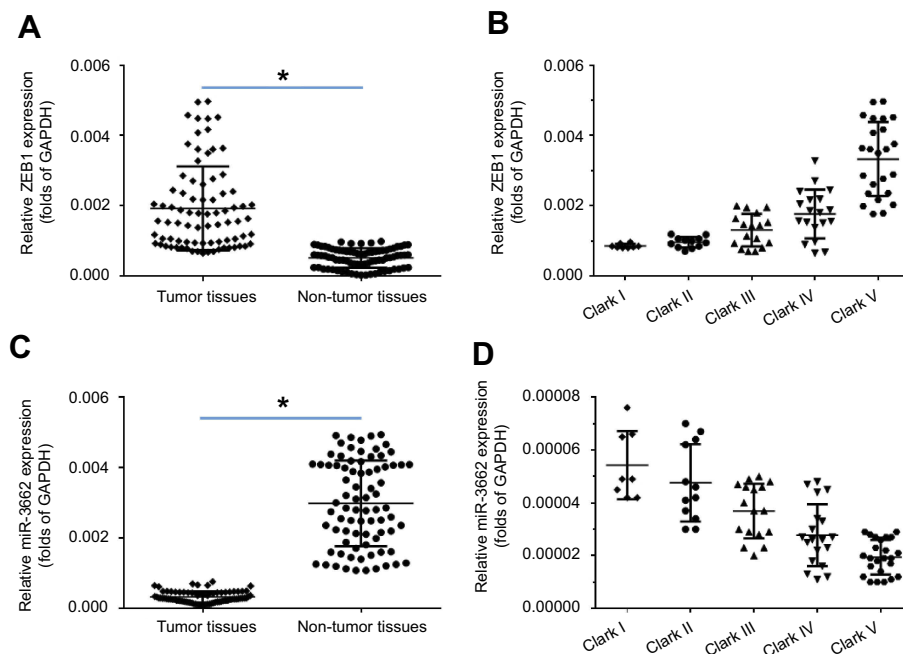 A
Relative ZEB1 expression
(folds of GAPDH)
0.006
0.004
0.002
0.000
*
Tumor tissues
Non-tumor tissues
B
Relative ZEB1 expression
(folds of GAPDH)
0.006
0.004
0.002
0.000
Clark I
Clark II
Clark III
Clark IV
Clark V
C
Relative miR-3662 expression
(folds of GAPDH)
0.006
0.004
0.002
0.000
*
Tumor tissues
Non-tumor tissues
D
Relative miR-3662 expression
(folds of GAPDH)
0.00008
0.00006
0.00004
0.00002
0.00000
Clark I
Clark II
Clark III
Clark IV
Clark V